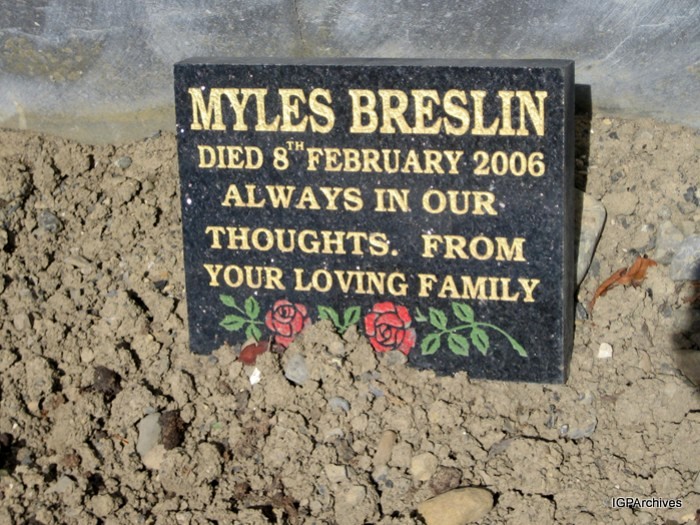 MYLES BRESLIN
DIED 8TH FEBRUARY 2006
ALWAYS IN OUR
THOUGHTS. FROM
YOUR LOVING FAMILY
IGPArchives